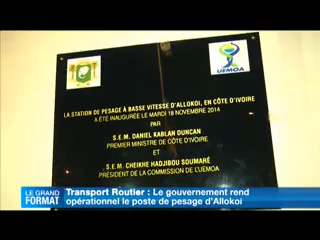 UEMOA
LA STATION DE PESAGE À BASSE VITESSE D'ALLOKOI, EN CÔTE D'IVOIRE
A ÉTÉ INAUGURÉE LE MARDI 18 NOVEMBRE 2014
PAR
S.E.M. DANIEL KABLAN DUNCAN
PREMIER MINISTRE DE CÔTE D'IVOIRE
ET
S.E.M. CHEIKHE HADJIBOU SOUMARÉ
PRÉSIDENT DE LA COMMISSION DE L'UEMOA
LE GRAND
FORMAT
Transport Routier : Le gouvernement rend
opérationnel le poste de pesage d'Allokoi